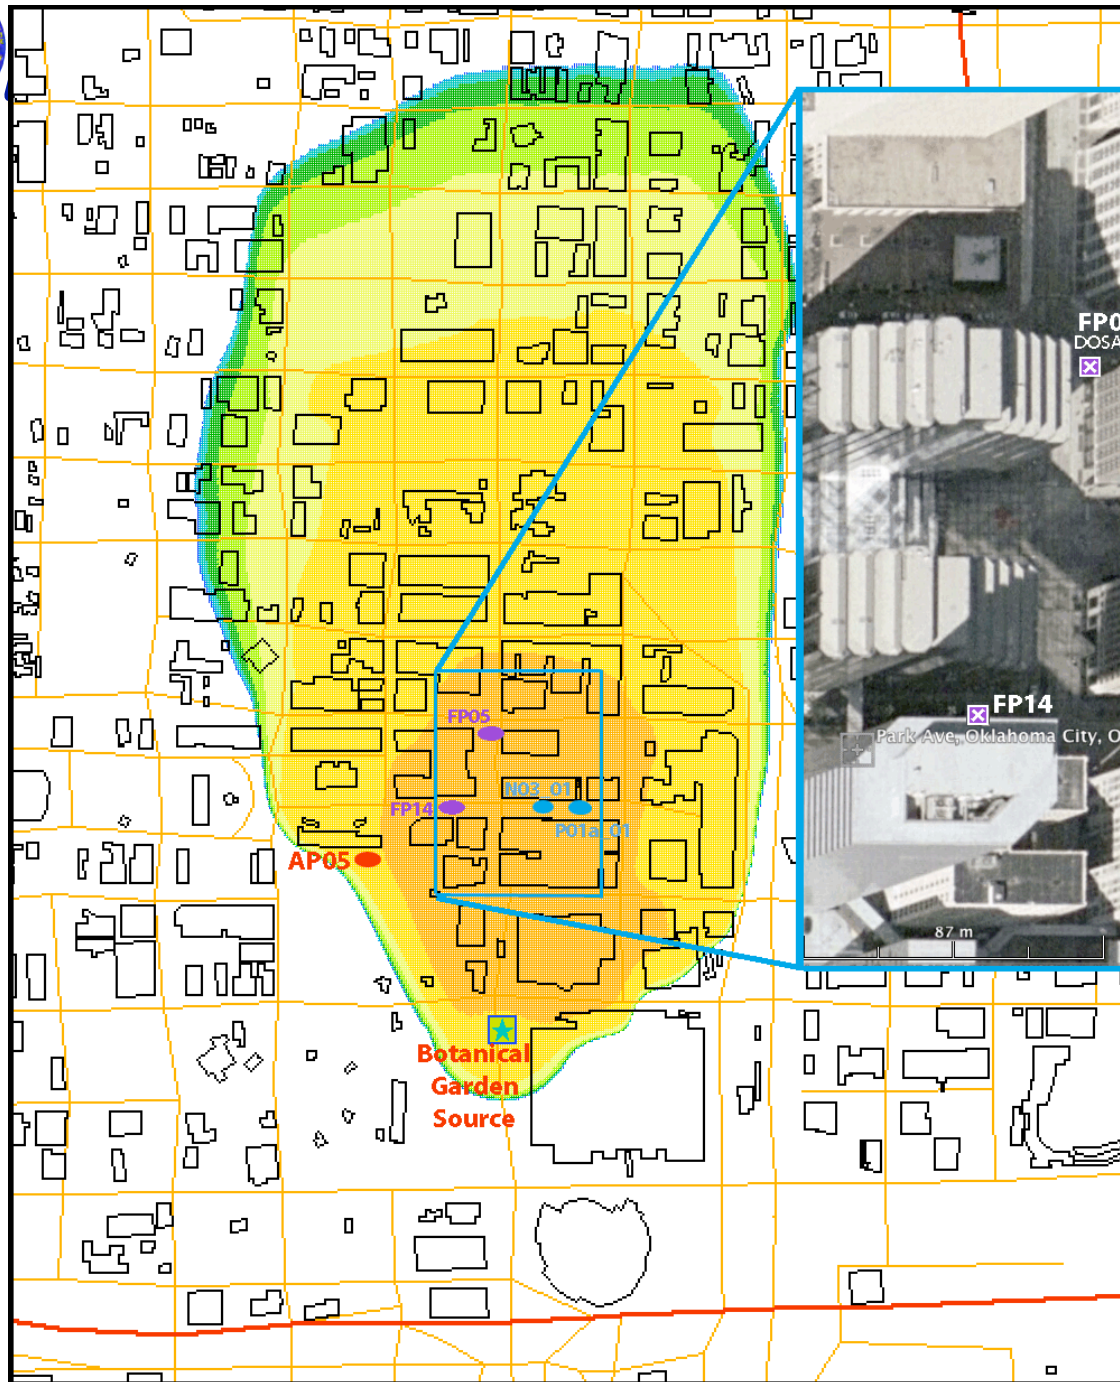 FP0
DOSA
FP14
Park Ave, Oklahoma City, O
87 m
FP05
N03_01
FP14
P01a_01
AP05
Botanical
Garden
Source